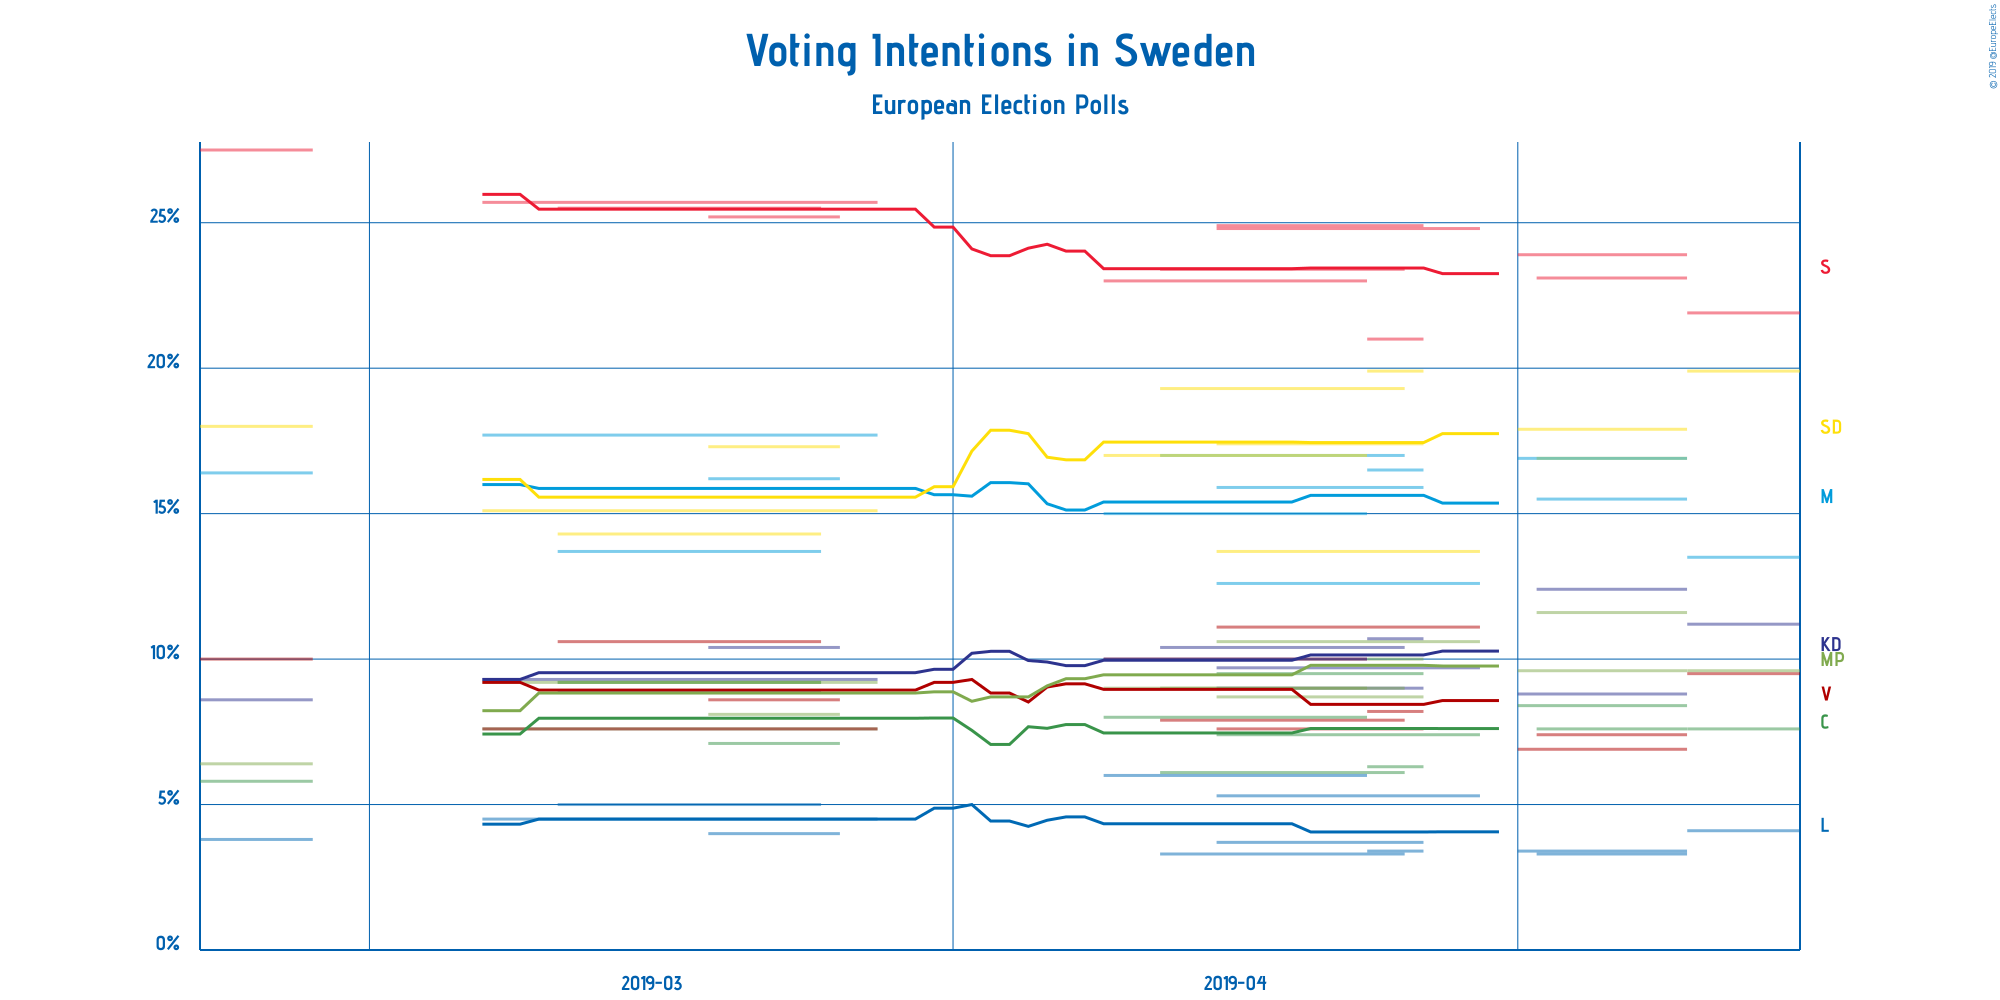 Voting Intentions in Sweden
European Election Polls
© 2019 @EuropeElects
25%
20%
15%
10%
5%
0%
S
SD
M
KD
MP
V
C
L
2019-03
2019-04